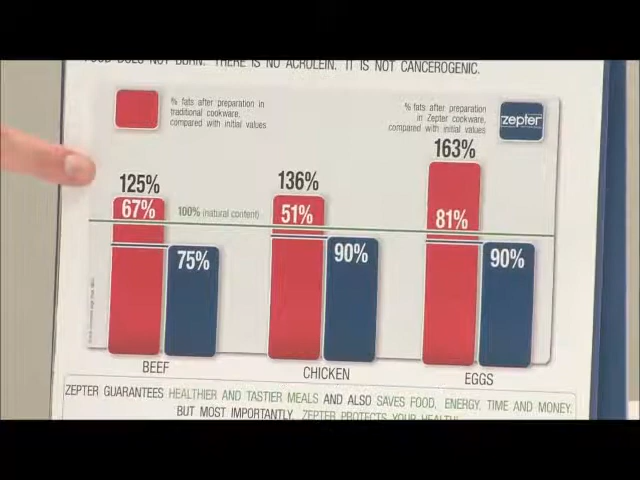 FOOD DOES NOT BURN. THERE IS NO ACROLEIN. IT IS NOT CANCEROGENIC.
% fats after preparation in
traditional cookware,
compared with initial values
% fats after preparation
in Zepter cookware,
compared with initial values
zepter
125%
136%
163%
67%
100% (natural content)
51%
81%
75%
90%
90%
BEEF
CHICKEN
EGGS
ZEPTER GUARANTEES HEALTHIER AND TASTIER MEALS AND ALSO SAVES FOOD, ENERGY, TIME AND MONEY.
BUT MOST IMPORTANTLY, ZEPTER PROTECTS YOUR HEALTH!